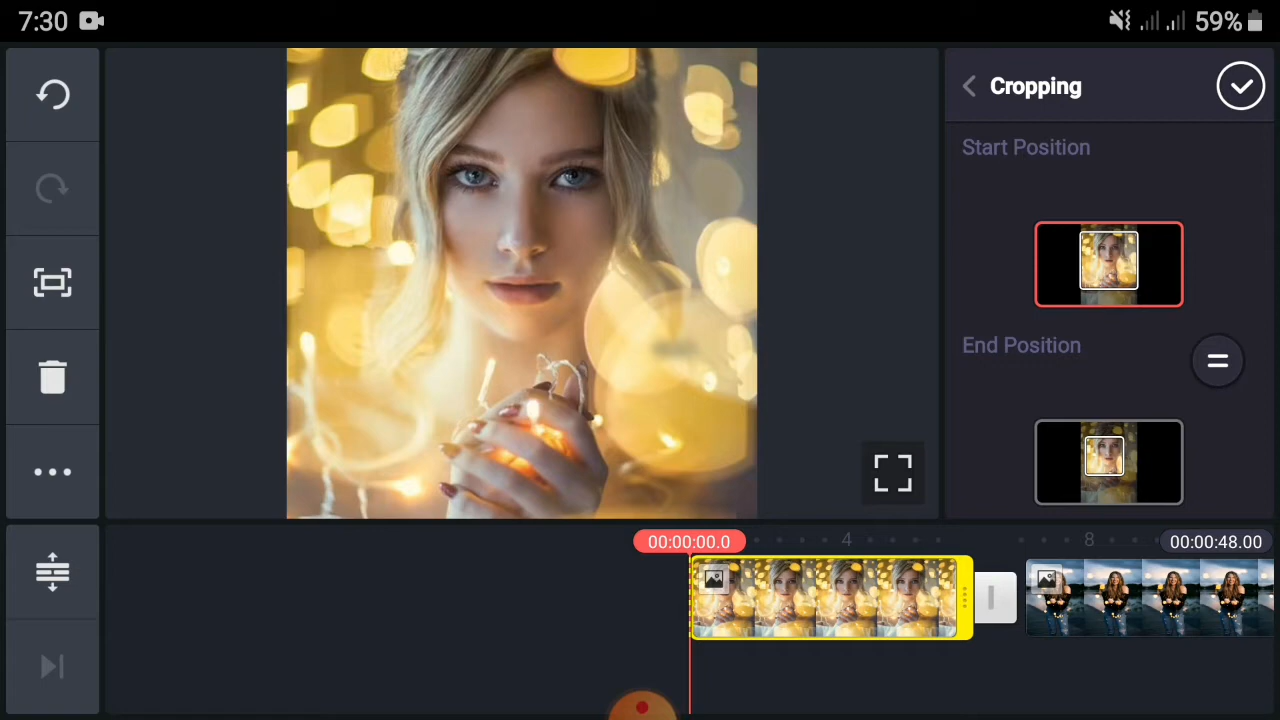 7:30
59%
Cropping
Start Position
End Position
00:00:00.0
4
8
00:00:48.00